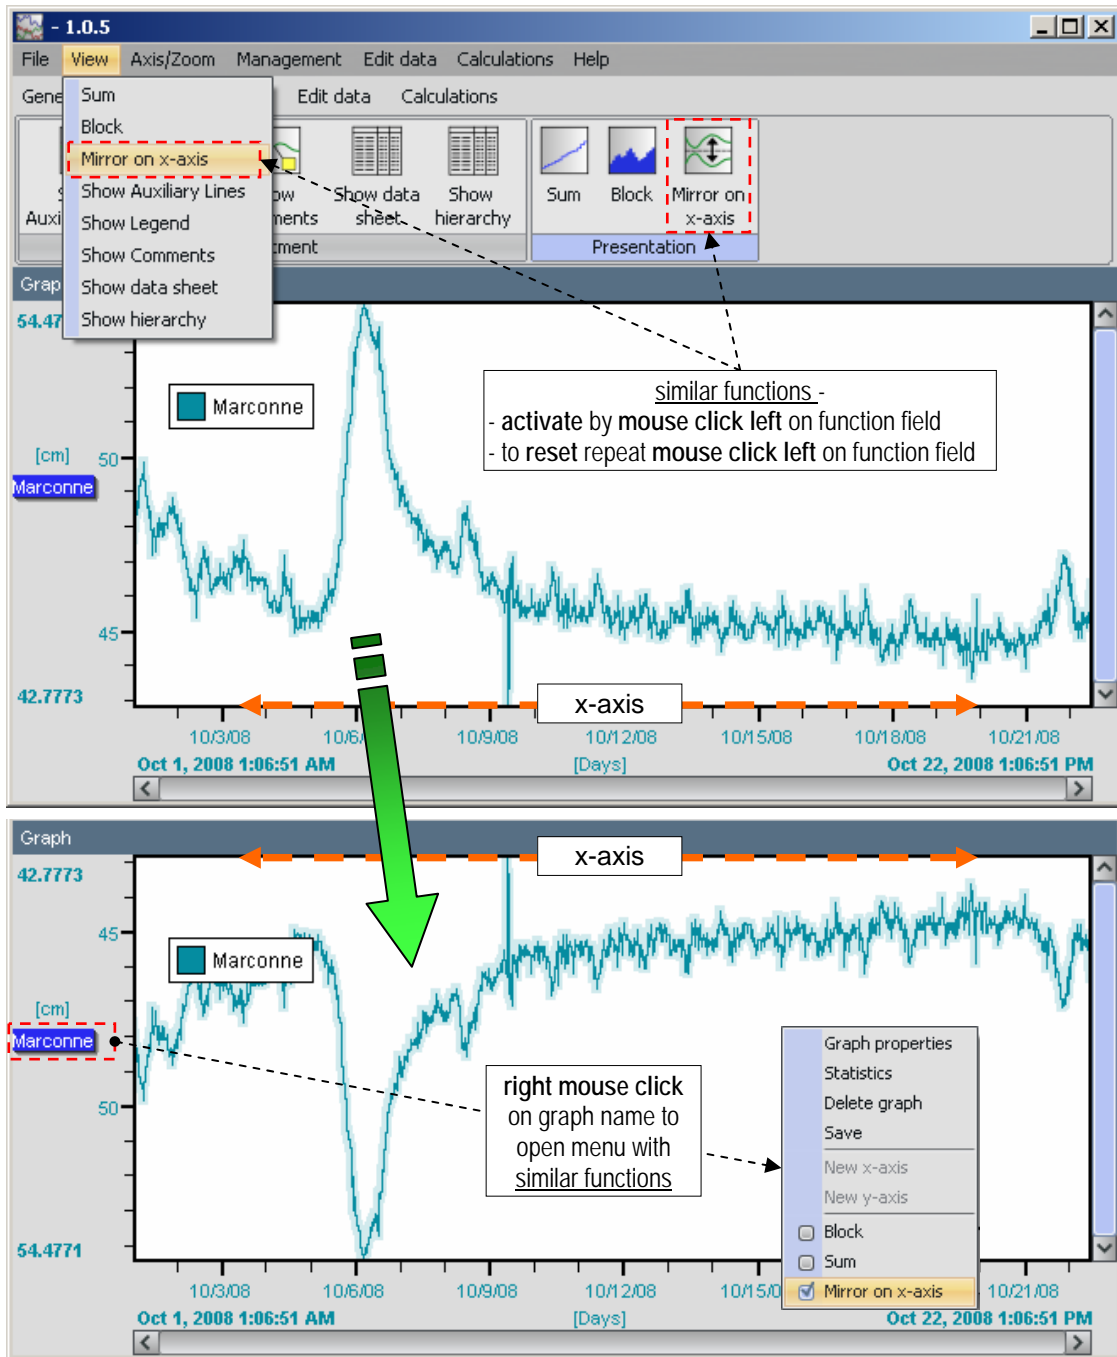 - 1.0.5
File View Axis/Zoom Management Edit data Calculations Help
Sum
Block
Mirror on x-axis
Show Auxiliary Lines
Show Legend
Show Comments
Show data sheet
Show hierarchy
Edit data Calculations
Show data sheet
Show hierarchy
Sum
Block
Mirror on x-axis
Presentation
54.47
Marconne
similar functions -
- activate by mouse click left on function field
- to reset repeat mouse click left on function field
[cm]
50
Marconne
45
42.7773
x-axis
10/3/08 10/6/ 10/9/08 10/12/08 10/15/08 10/18/08 10/21/08
Oct 1, 2008 1:06:51 AM [Days] Oct 22, 2008 1:06:51 PM
Graph
x-axis
42.7773
45
Marconne
[cm]
Marconne
50
54.4771
right mouse click
on graph name to
open menu with
similar functions
Graph properties
Statistics
Delete graph
Save
New x-axis
New y-axis
Block
Sum
Mirror on x-axis
10/3/08 10/6/08 10/9/08 10/12/08 10/15/0 10/21/08
Oct 1, 2008 1:06:51 AM [Days] Oct 22, 2008 1:06:51 PM